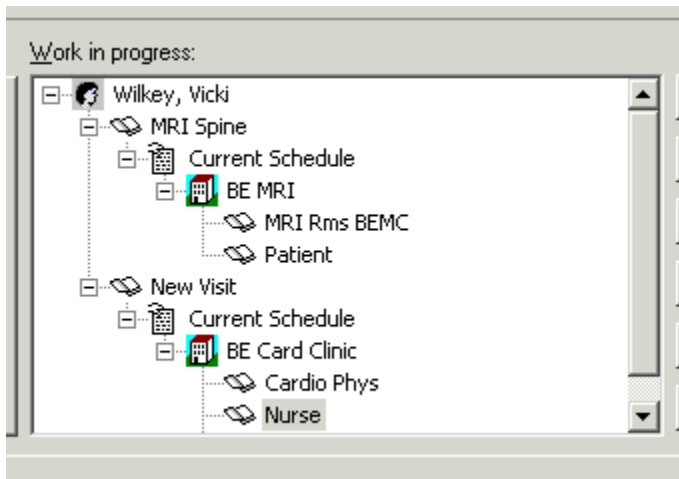 Work in progress:
Wilkey, Vicki
MRI Spine
Current Schedule
BE MRI
MRI Rms BEMC
Patient
New Visit
Current Schedule
BE Card Clinic
Cardio Phys
Nurse